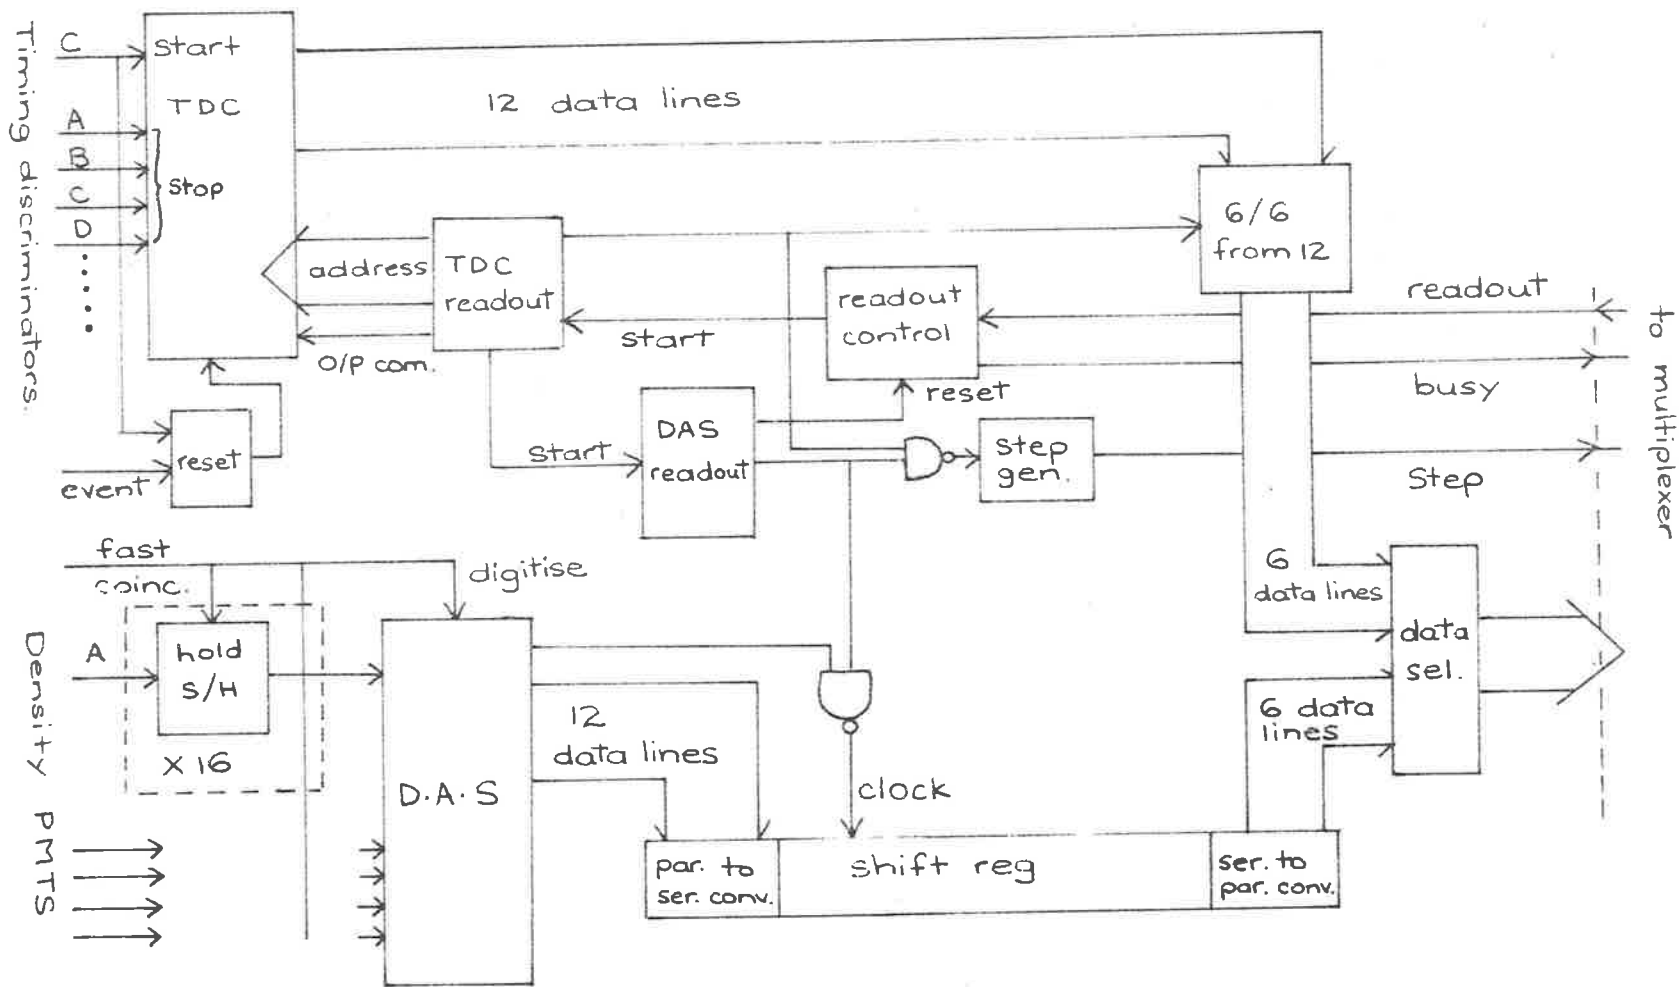 Timing discriminators.
C
A
B
C
D
start
TDC
stop
12 data lines
6/6
from 12
address
TDC
readout
O/P com.
start
readout
control
readout
busy
reset
to multiplexer
reset
event
start
DAS
readout
step
gen.
step
fast
coinc.
digitise
Density PMTS
A
hold
S/H
X 16
D.A.S
12
data lines
clock
par. to
ser. conv.
shift reg
ser. to
par. conv.
6
data lines
6 data
lines
data
sel.